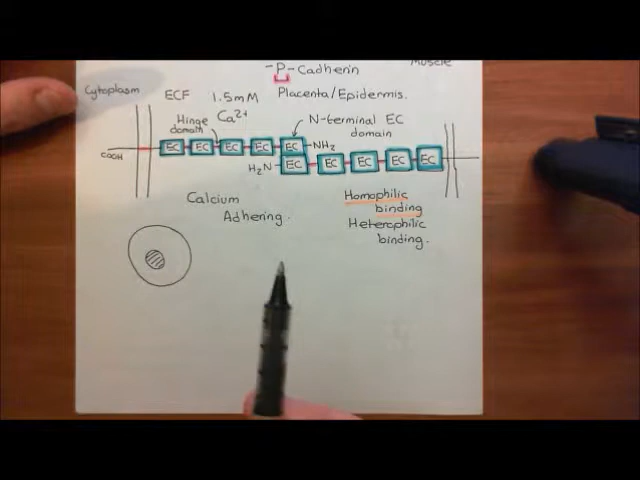 -P-Cadherin
Muscle
Cytoplasm
ECF
1.5mM
Ca2+
Placenta/Epidermis.
Hinge
domain
N-terminal EC
domain
COOH
EC EC EC EC EC
NH₂
H₂N
EC EC EC EC EC
Calcium
Adhering.
Homophilic
binding
Heterophilic
binding.